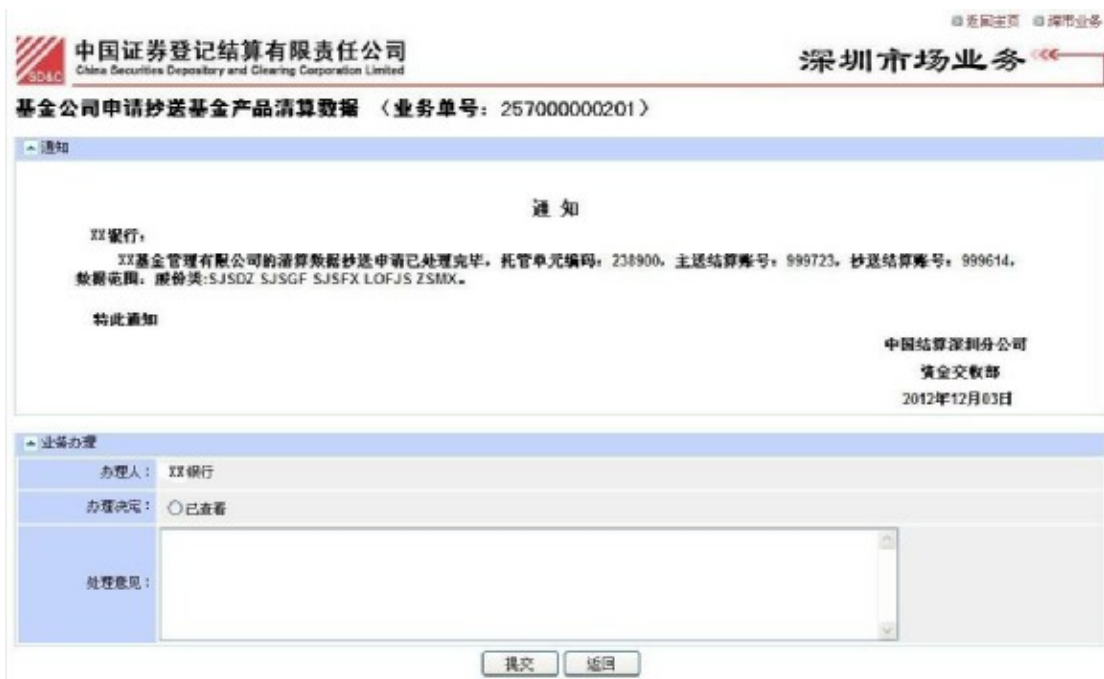 返回主页 深市业务
SD&C
中国证券登记结算有限责任公司
China Securities Depository and Clearing Corporation Limited
深圳市场业务
基金公司申请抄送基金产品清算数据 （业务单号：257000000201）
通知
通 知
XX银行，
XX基金管理有限公司的清算数据抄送申请已处理完毕，托管单元编码：238900，主送结算账号：999723，抄送结算账号：999614，
数据范围：股份类:SJSDZ SJSGF SJSFX LOFJS ZSMX。
特此通知
中国结算深圳分公司
资金交收部
2012年12月03日
业务办理
办理人： XX银行
办理决定： 已查看
处理意见：
提交 返回